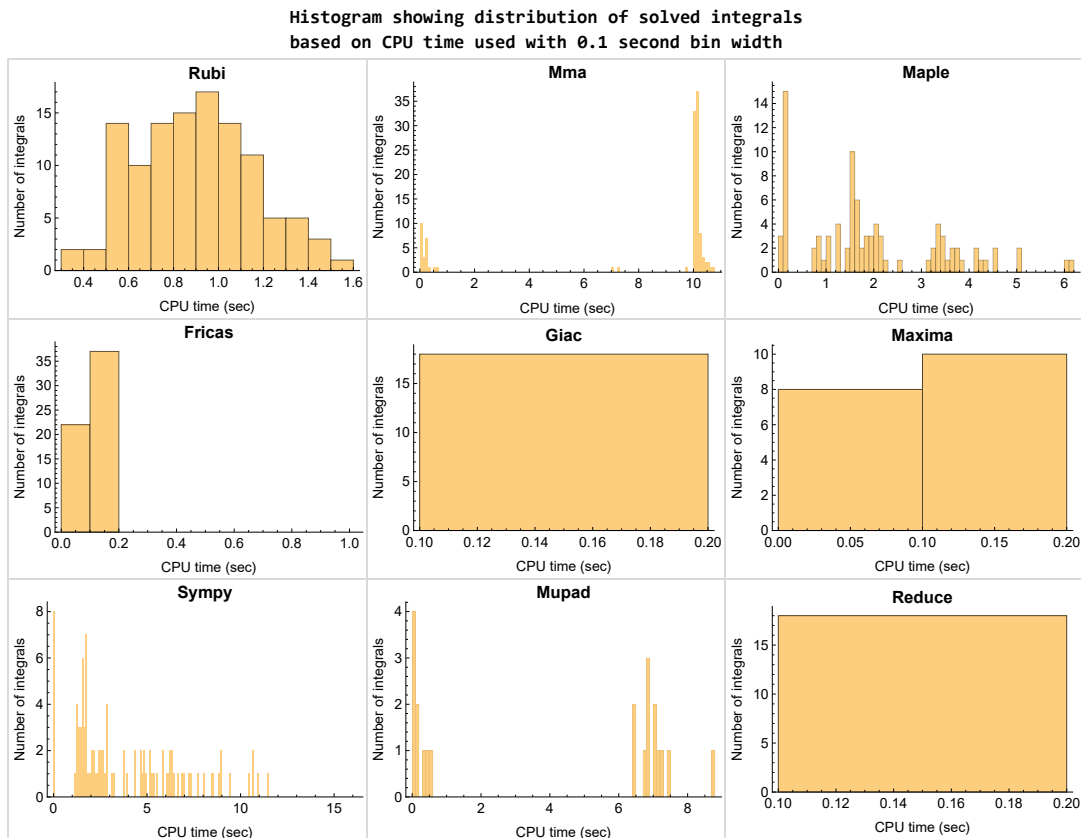 Histogram showing distribution of solved integrals
based on CPU time used with 0.1 second bin width
Rubi
Number of integrals
15
10
5
0
0.4 0.6 0.8 1.0 1.2 1.4 1.6
CPU time (sec)
Mma
Number of integrals
35
30
25
20
15
10
5
0
0 2 4 6 8 10
CPU time (sec)
Maple
Number of integrals
14
12
10
8
6
4
2
0
0 1 2 3 4 5 6
CPU time (sec)
Fricas
Number of integrals
35
30
25
20
15
10
5
0
0.0 0.2 0.4 0.6 0.8 1.0
CPU time (sec)
Giac
Number of integrals
15
10
5
0
0.10 0.12 0.14 0.16 0.18 0.20
CPU time (sec)
Maxima
Number of integrals
10
8
6
4
2
0
0.00 0.05 0.10 0.15 0.20
CPU time (sec)
Sympy
Number of integrals
8
6
4
2
0
0 5 10 15
CPU time (sec)
Mupad
Number of integrals
4
3
2
1
0
0 2 4 6 8
CPU time (sec)
Reduce
Number of integrals
15
10
5
0
0.10 0.12 0.14 0.16 0.18 0.20
CPU time (sec)